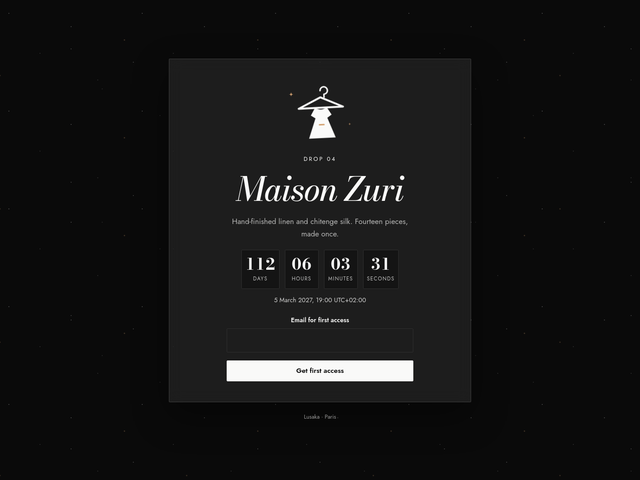 DROP 04
Maison Zuri
Hand-finished linen and chitenge silk. Fourteen pieces,
made once.
112 06 03 31
DAYS HOURS MINUTES SECONDS
5 March 2027, 19:00 UTC+02:00
Email for first access
Get first access
Lusaka · Paris